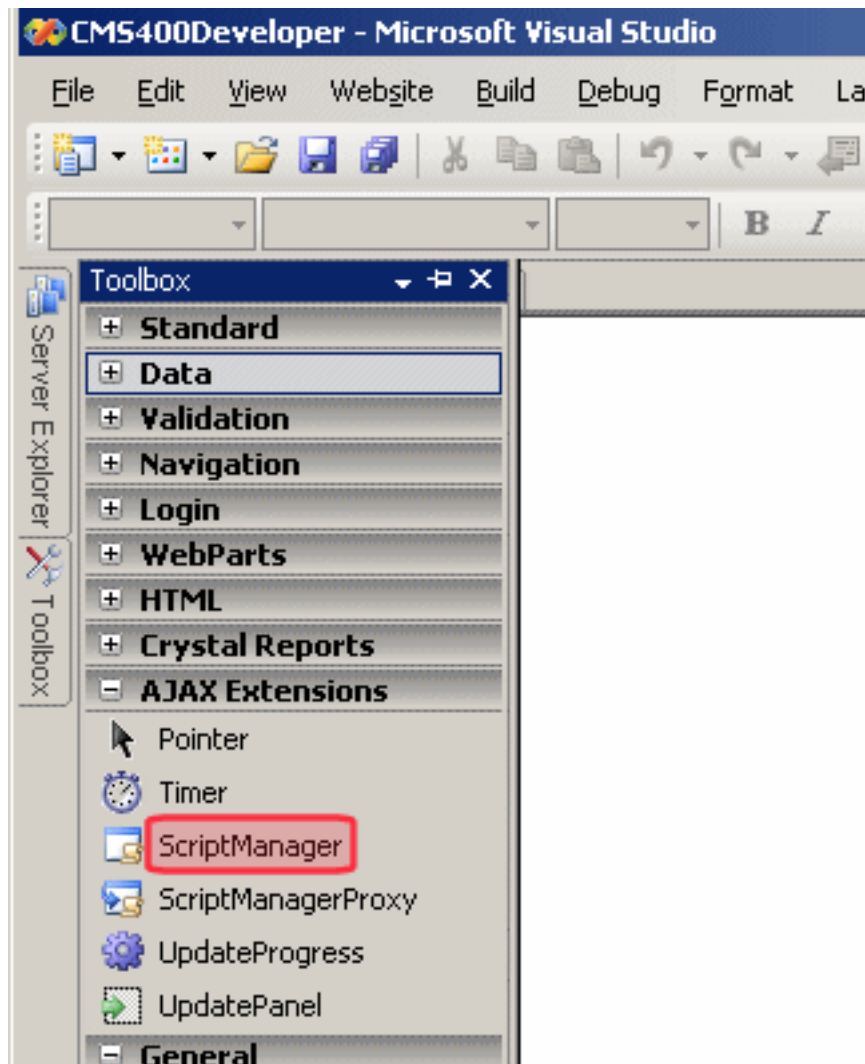 CMS400Developer - Microsoft Visual Studio
File Edit View Website Build Debug Format La
B I
Toolbox
Standard
Data
Validation
Navigation
Login
WebParts
HTML
Crystal Reports
AJAX Extensions
Pointer
Timer
ScriptManager
ScriptManagerProxy
UpdateProgress
UpdatePanel
General
Server Explorer
Toolbox